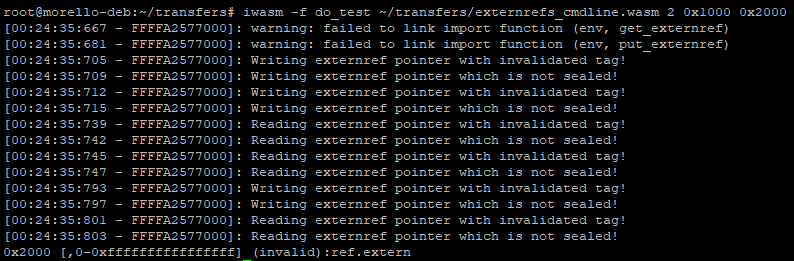 root@morello-deb:~/transfers# iwasm -f do_test ~/transfers/externrefs_cmdline.wasm 2 0x1000 0x2000
[00:24:35:667 - FFFFA2577000]: warning: failed to link import function (env, get_externref)
[00:24:35:681 - FFFFA2577000]: warning: failed to link import function (env, put_externref)
[00:24:35:705 - FFFFA2577000]: Writing externref pointer with invalidated tag!
[00:24:35:709 - FFFFA2577000]: Writing externref pointer which is not sealed!
[00:24:35:712 - FFFFA2577000]: Writing externref pointer with invalidated tag!
[00:24:35:715 - FFFFA2577000]: Writing externref pointer which is not sealed!
[00:24:35:739 - FFFFA2577000]: Reading externref pointer with invalidated tag!
[00:24:35:742 - FFFFA2577000]: Reading externref pointer which is not sealed!
[00:24:35:745 - FFFFA2577000]: Reading externref pointer with invalidated tag!
[00:24:35:747 - FFFFA2577000]: Reading externref pointer which is not sealed!
[00:24:35:793 - FFFFA2577000]: Writing externref pointer with invalidated tag!
[00:24:35:797 - FFFFA2577000]: Writing externref pointer which is not sealed!
[00:24:35:801 - FFFFA2577000]: Reading externref pointer with invalidated tag!
[00:24:35:803 - FFFFA2577000]: Reading externref pointer which is not sealed!
0x2000 [,0-0xffffffffffffffff] (invalid):ref.extern